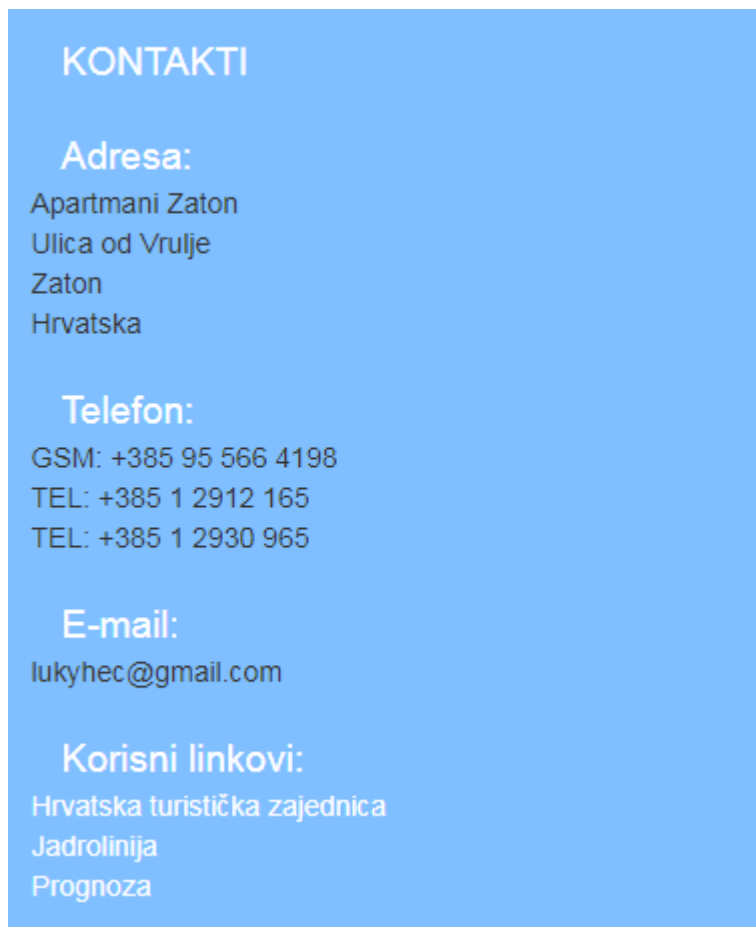 KONTAKTI
Adresa:
Apartmani Zaton
Ulica od Vrulje
Zaton
Hrvatska
Telefon:
GSM: +385 95 566 4198
TEL: +385 1 2912 165
TEL: +385 1 2930 965
E-mail:
lukyhec@gmail.com
Korisni linkovi:
Hrvatska turistička zajednica
Jadrolinija
Prognoza